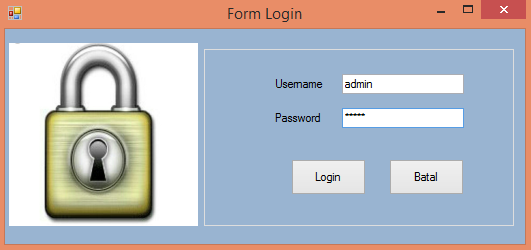 Form Login
Username admin
Password *****
Login Batal